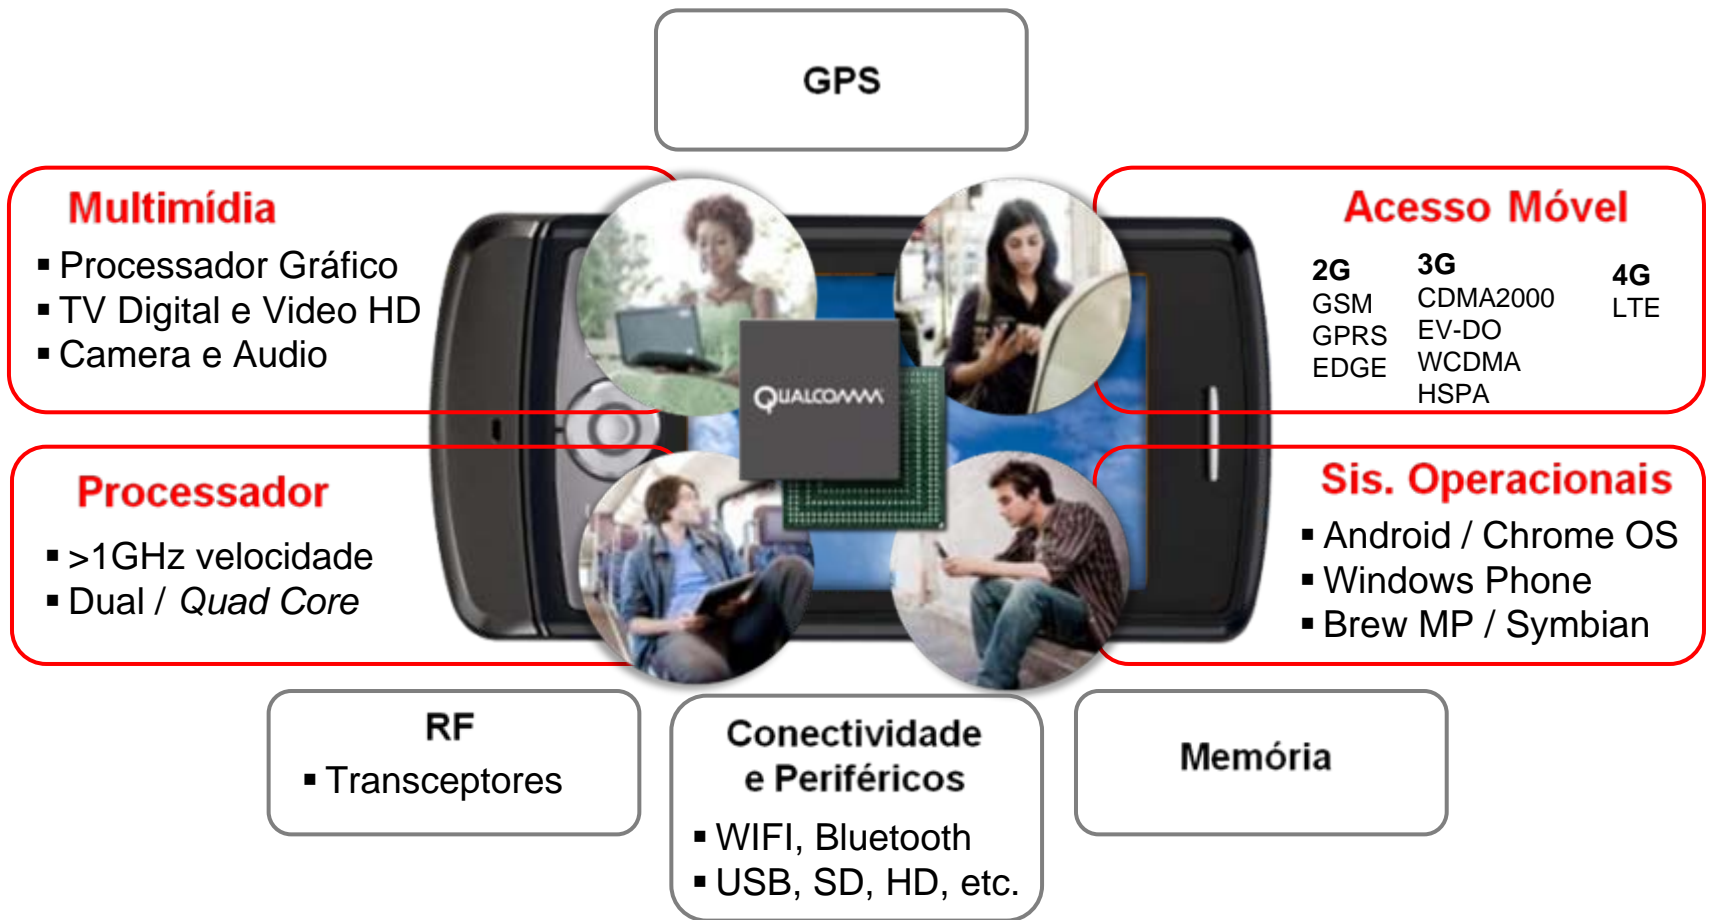 GPS
Multimídia
▪ Processador Gráfico
▪ TV Digital e Video HD
▪ Camera e Audio
Acesso Móvel
2G
GSM
GPRS
EDGE
3G
CDMA2000
EV-DO
WCDMA
HSPA
4G
LTE
QUALCOMM
Processador
▪ >1GHz velocidade
▪ Dual / Quad Core
Sis. Operacionais
▪ Android / Chrome OS
▪ Windows Phone
▪ Brew MP / Symbian
RF
▪ Transceptores
Conectividade
e Periféricos
▪ WIFI, Bluetooth
▪ USB, SD, HD, etc.
Memória